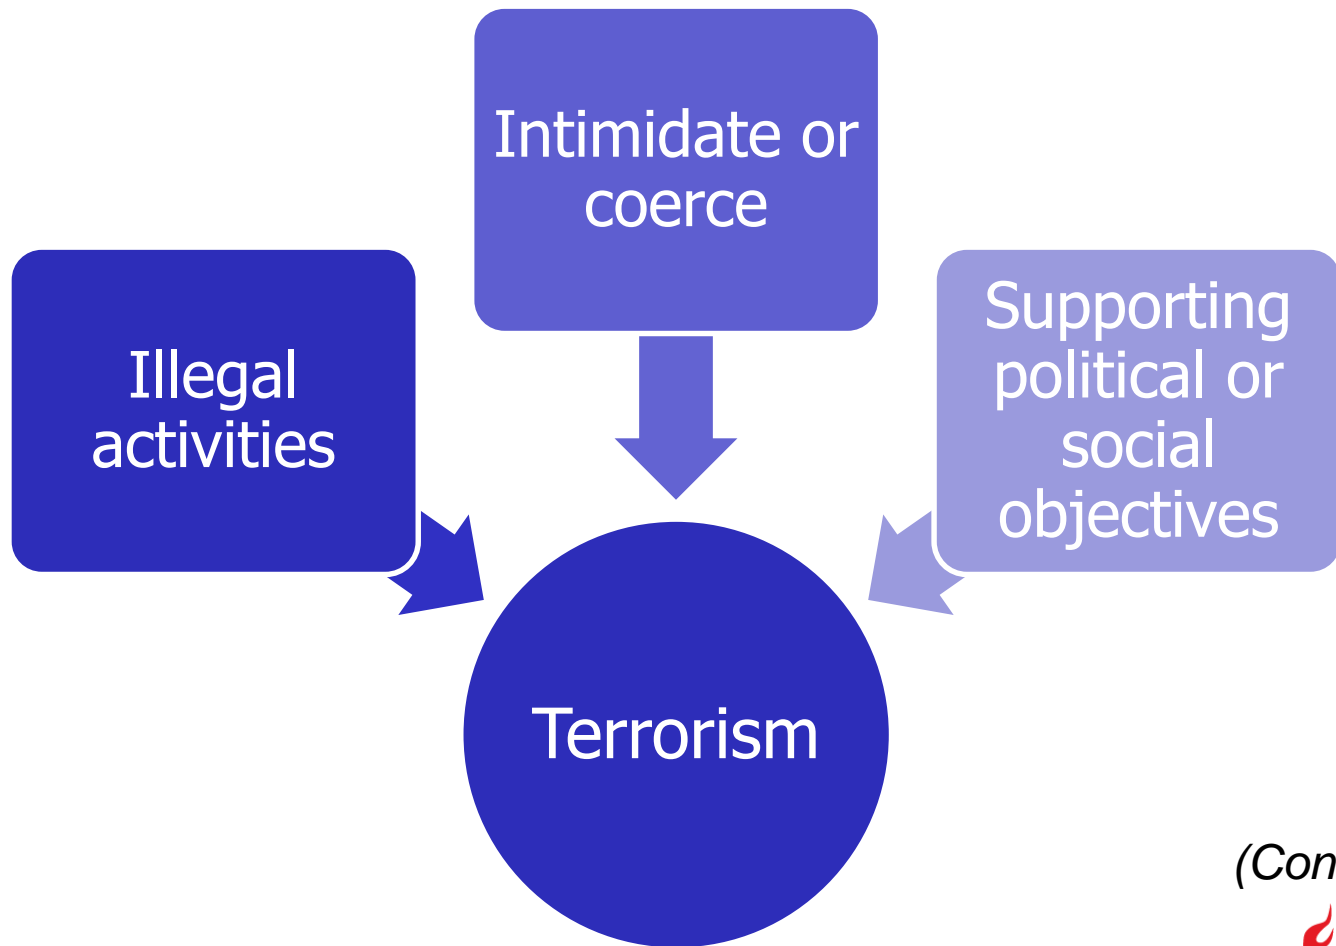 Intimidate or
coerce
Illegal
activities
Supporting
political or
social
objectives
Terrorism
(Con